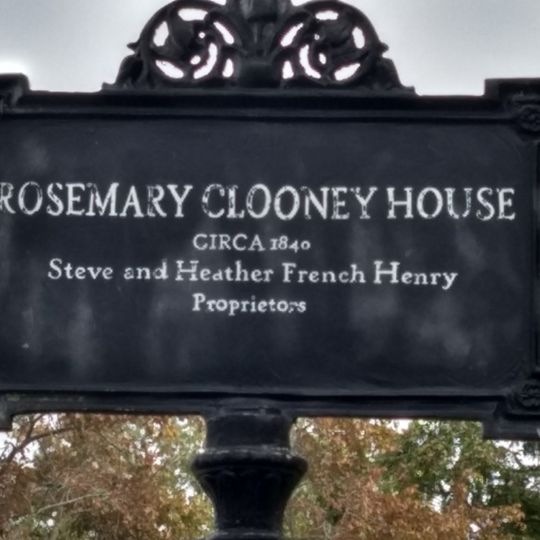 ROSEMARY CLOONEY HOUSE
CIRCA 1840
Steve and Heather French Henry
Proprietors